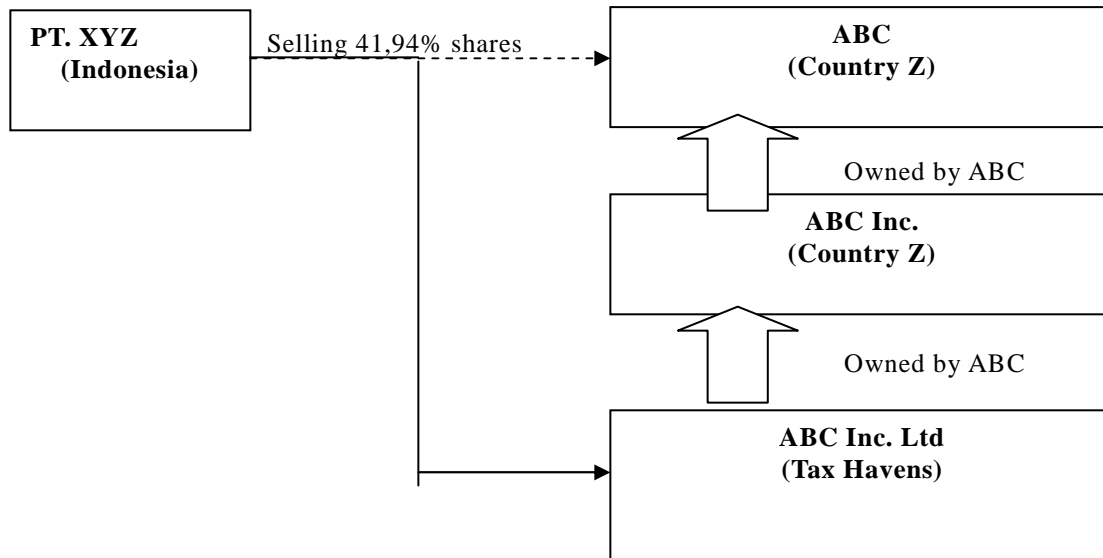 PT. XYZ
(Indonesia)
Selling 41,94% shares
ABC
(Country Z)
Owned by ABC
ABC Inc.
(Country Z)
Owned by ABC
ABC Inc. Ltd
(Tax Havens)